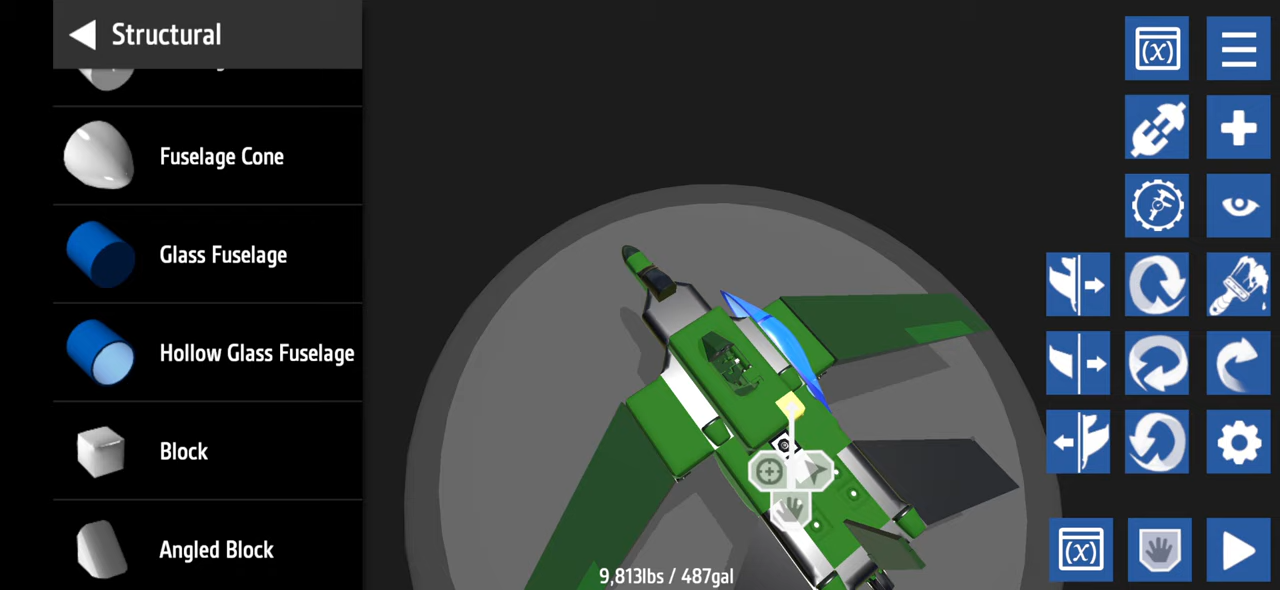 Structural
Fuselage Cone
Glass Fuselage
Hollow Glass Fuselage
Block
Angled Block
9,813lbs / 487gal
(x)
(x)